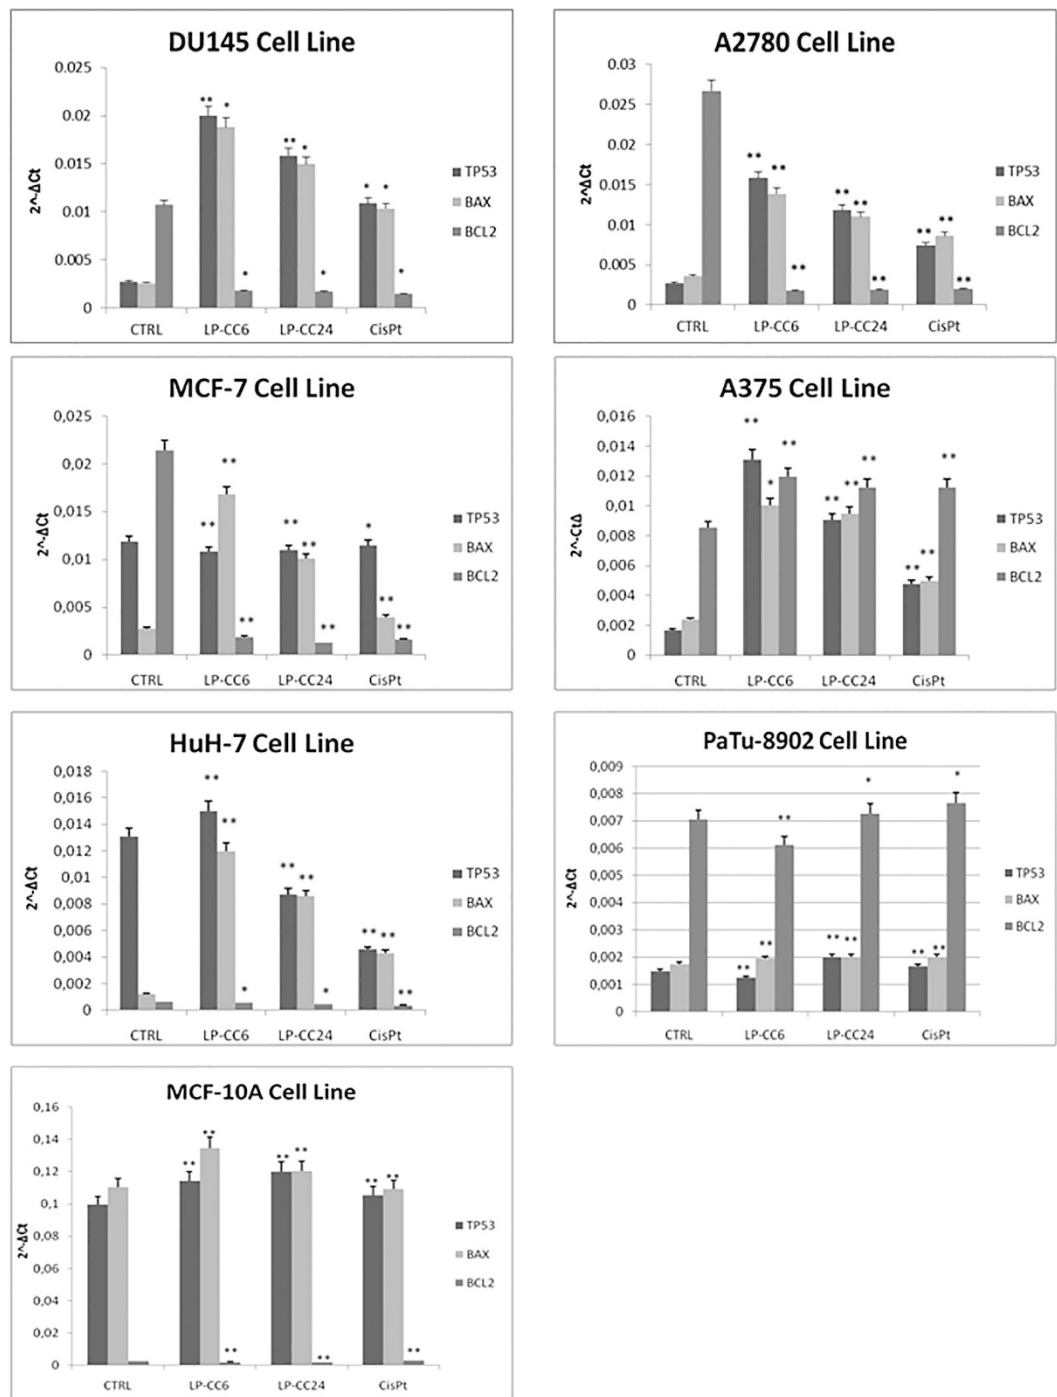 DU145 Cell Line
2^-ΔCt
0.025
0.02
0.015
0.01
0.005
0
** *
** *
* *
*
*
*
CTRL LP-CC6 LP-CC24 CisPt
TP53
BAX
BCL2
A2780 Cell Line
2^ΔCt
0.03
0.025
0.02
0.015
0.01
0.005
0
** **
** **
** **
**
**
**
CTRL LP-CC6 LP-CC24 CisPt
TP53
BAX
BCL2
MCF-7 Cell Line
2^-ΔCt
0,025
0,02
0,015
0,01
0,005
0
** ** **
** ** **
* ** **
CTRL LP-CC6 LP-CC24 CisPt
TP53
BAX
BCL2
A375 Cell Line
2^-CtΔ
0,016
0,014
0,012
0,01
0,008
0,006
0,004
0,002
0
** * **
** ** **
** ** **
CTRL LP-CC6 LP-CC24 CisPt
TP53
BAX
BCL2
HuH-7 Cell Line
2^-ΔCt
0,018
0,016
0,014
0,012
0,01
0,008
0,006
0,004
0,002
0
** ** *
** ** *
** ** **
CTRL LP-CC6 LP-CC24 CisPt
TP53
BAX
BCL2
PaTu-8902 Cell Line
2^-ΔCt
0,009
0,008
0,007
0,006
0,005
0,004
0,003
0,002
0,001
0
** ** **
** ** *
** ** *
CTRL LP-CC6 LP-CC24 CisPt
TP53
BAX
BCL2
MCF-10A Cell Line
2^-ΔCt
0,16
0,14
0,12
0,1
0,08
0,06
0,04
0,02
0
** ** **
** ** **
** ** **
CTRL LP-CC6 LP-CC24 CisPt
TP53
BAX
BCL2